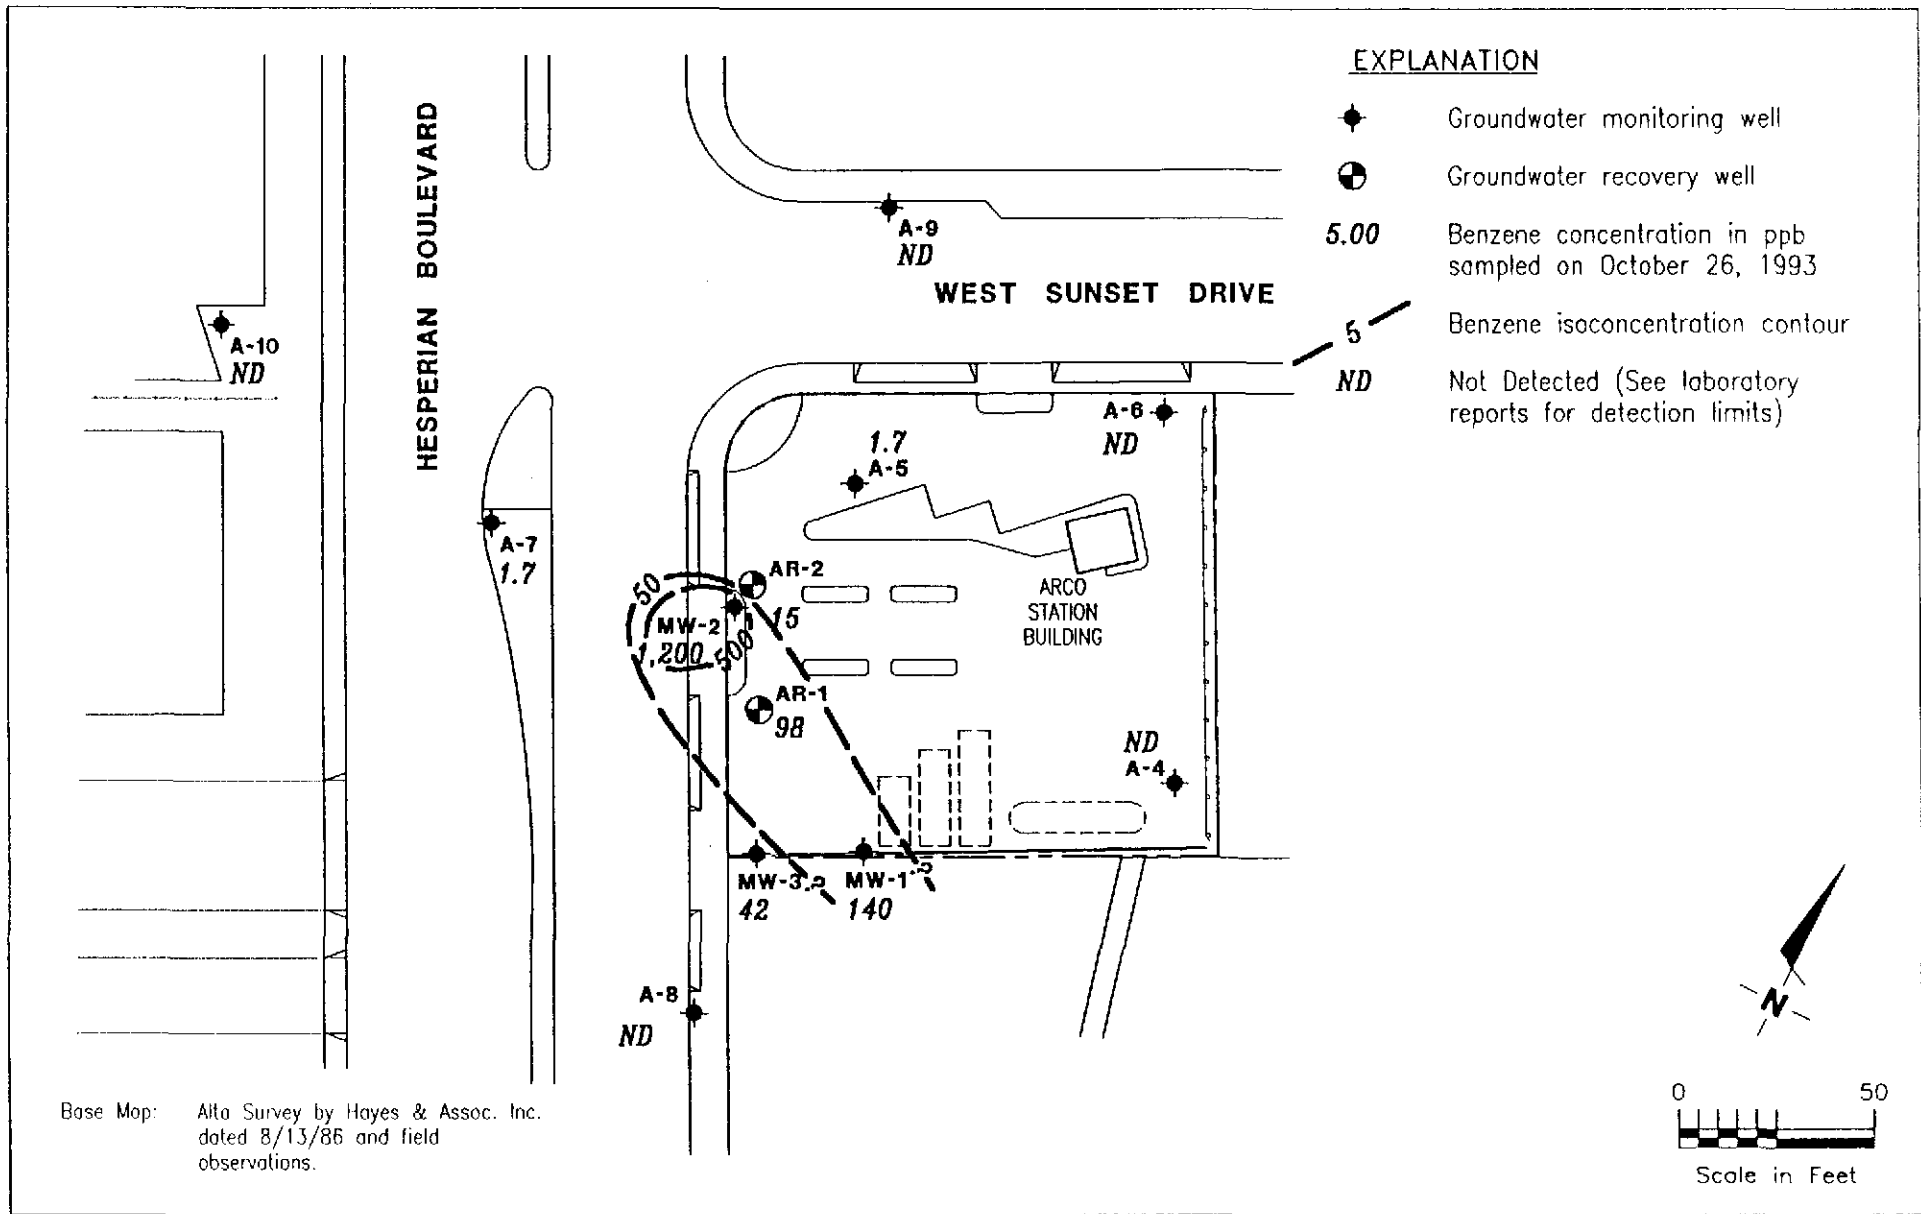 EXPLANATION
Groundwater monitoring well
Groundwater recovery well
5.00
Benzene concentration in ppb
sampled on October 26, 1993
5
Benzene isoconcentration contour
ND
Not Detected (See laboratory
reports for detection limits)
HESPERIAN BOULEVARD
WEST SUNSET DRIVE
A-9
ND
A-10
ND
A-6
ND
1.7
A-5
A-7
1.7
ARCO
STATION
BUILDING
50
AR-2
15
MW-2
1,200
500
AR-1
98
ND
A-4
MW-3
?
42
MW-1
?
140
A-8
ND
N
0
50
Scale in Feet
Base Map:
Alta Survey by Hayes & Assoc. Inc.
dated 8/13/86 and field
observations.